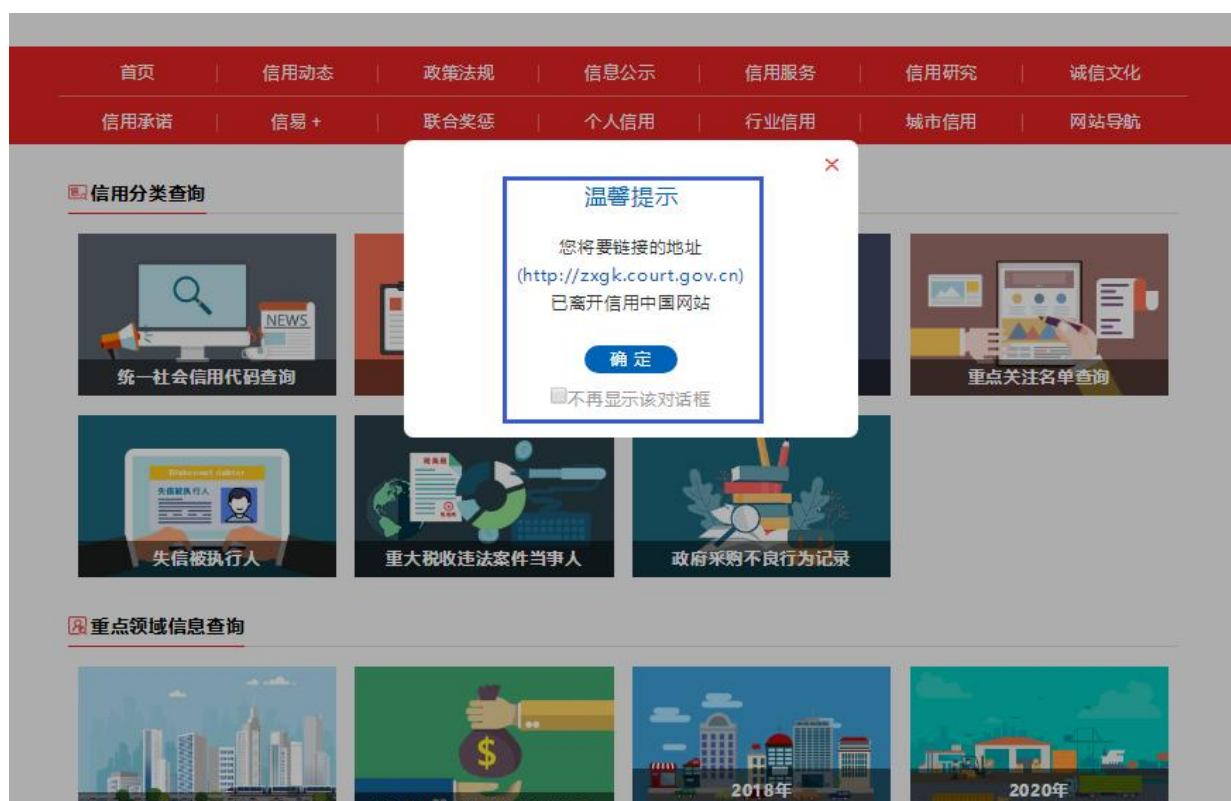 首页 信用动态 政策法规 信息公示 信用服务 信用研究 诚信文化
信用承诺 信易+ 联合奖惩 个人信用 行业信用 城市信用 网站导航
信用分类查询
温馨提示
您将要链接的地址
(http://zxgk.court.gov.cn)
已离开信用中国网站
确定
不再显示该对话框
NEWS
统一社会信用代码查询
重点关注名单查询
失信被执行人
失信被执行人
重大税收违法案件当事人
政府采购不良行为记录
重点领域信息查询
2018年
2020年